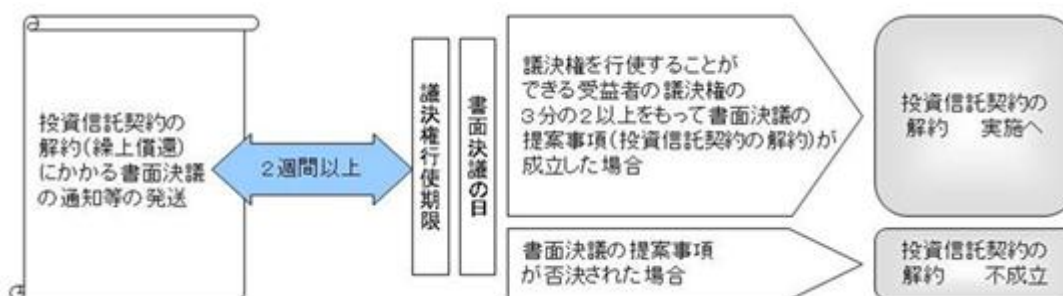 投資信託契約の
解約(繰上償還)
にかかる書面決議
の通知等の発送
2週間以上
議決権行使期限
書面決議の日
議決権を行使することが
できる受益者の議決権の
3分の2以上をもって書面決議の
提案事項(投資信託契約の解約)が
成立した場合
投資信託契約の
解約 実施へ
書面決議の提案事項
が否決された場合
投資信託契約の
解約 不成立